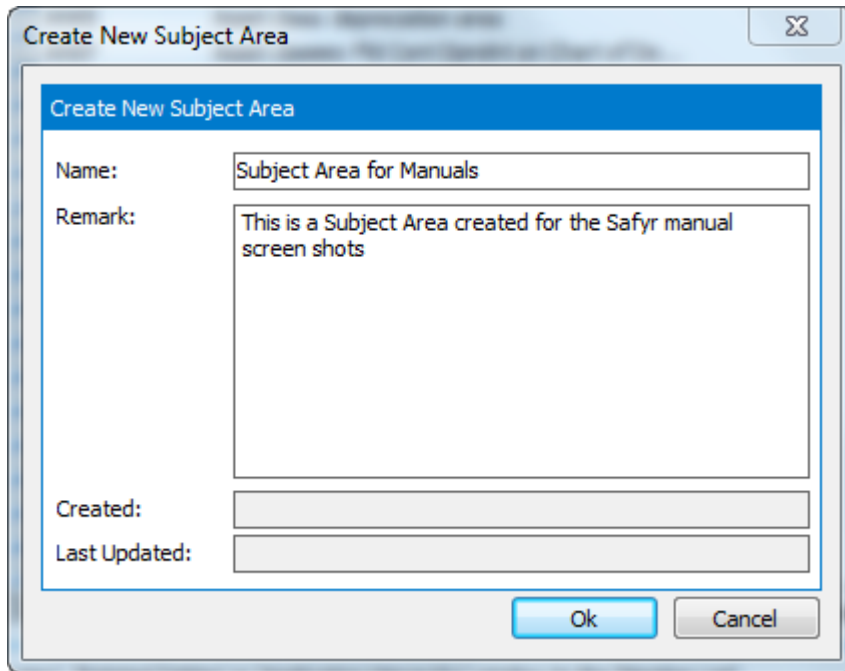 Create New Subject Area
Create New Subject Area
Name:
Subject Area for Manuals
Remark:
This is a Subject Area created for the Safyr manual
screen shots
Created:
Last Updated:
Ok
Cancel